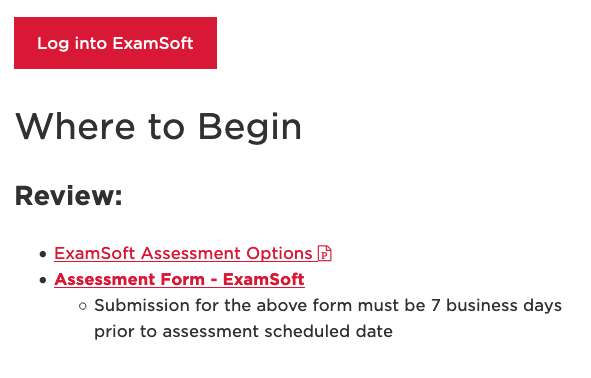 Log into ExamSoft
Where to Begin
Review:
ExamSoft Assessment Options
Assessment Form - ExamSoft
Submission for the above form must be 7 business days
prior to assessment scheduled date